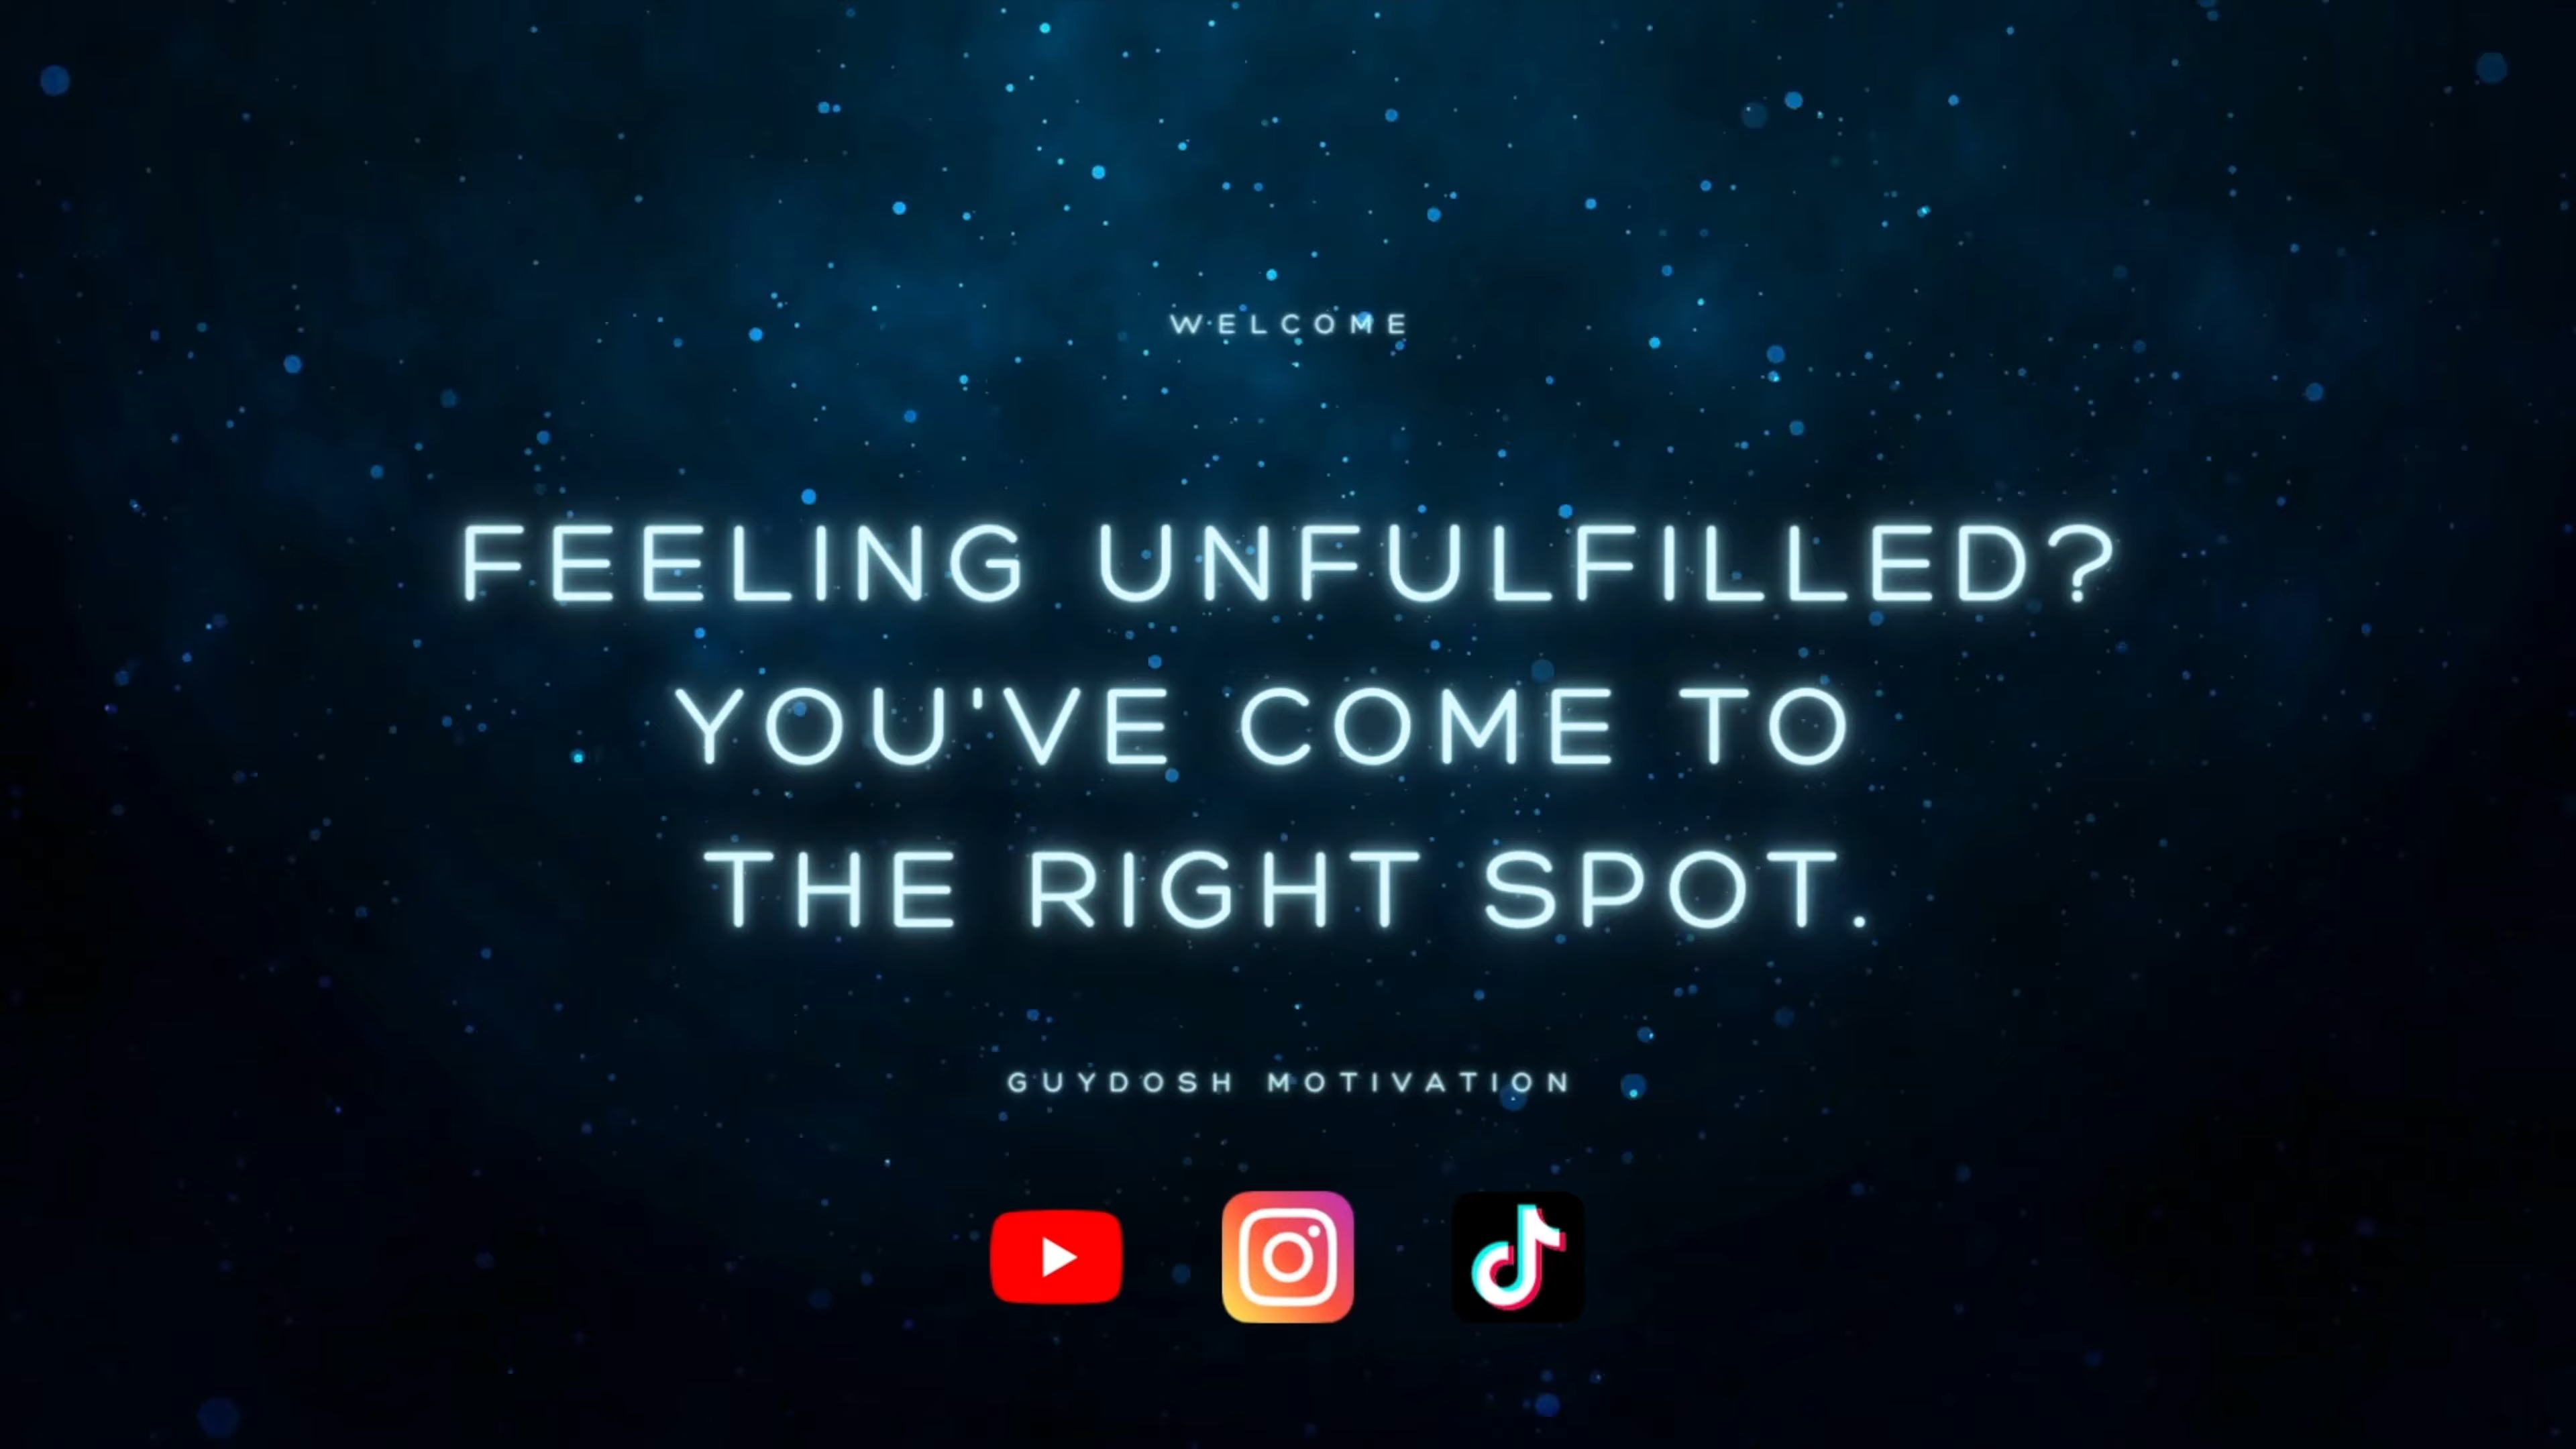 WELCOME
FEELING UNFULFILLED?
YOU'VE COME TO
THE RIGHT SPOT.
GUYDOSH MOTIVATION